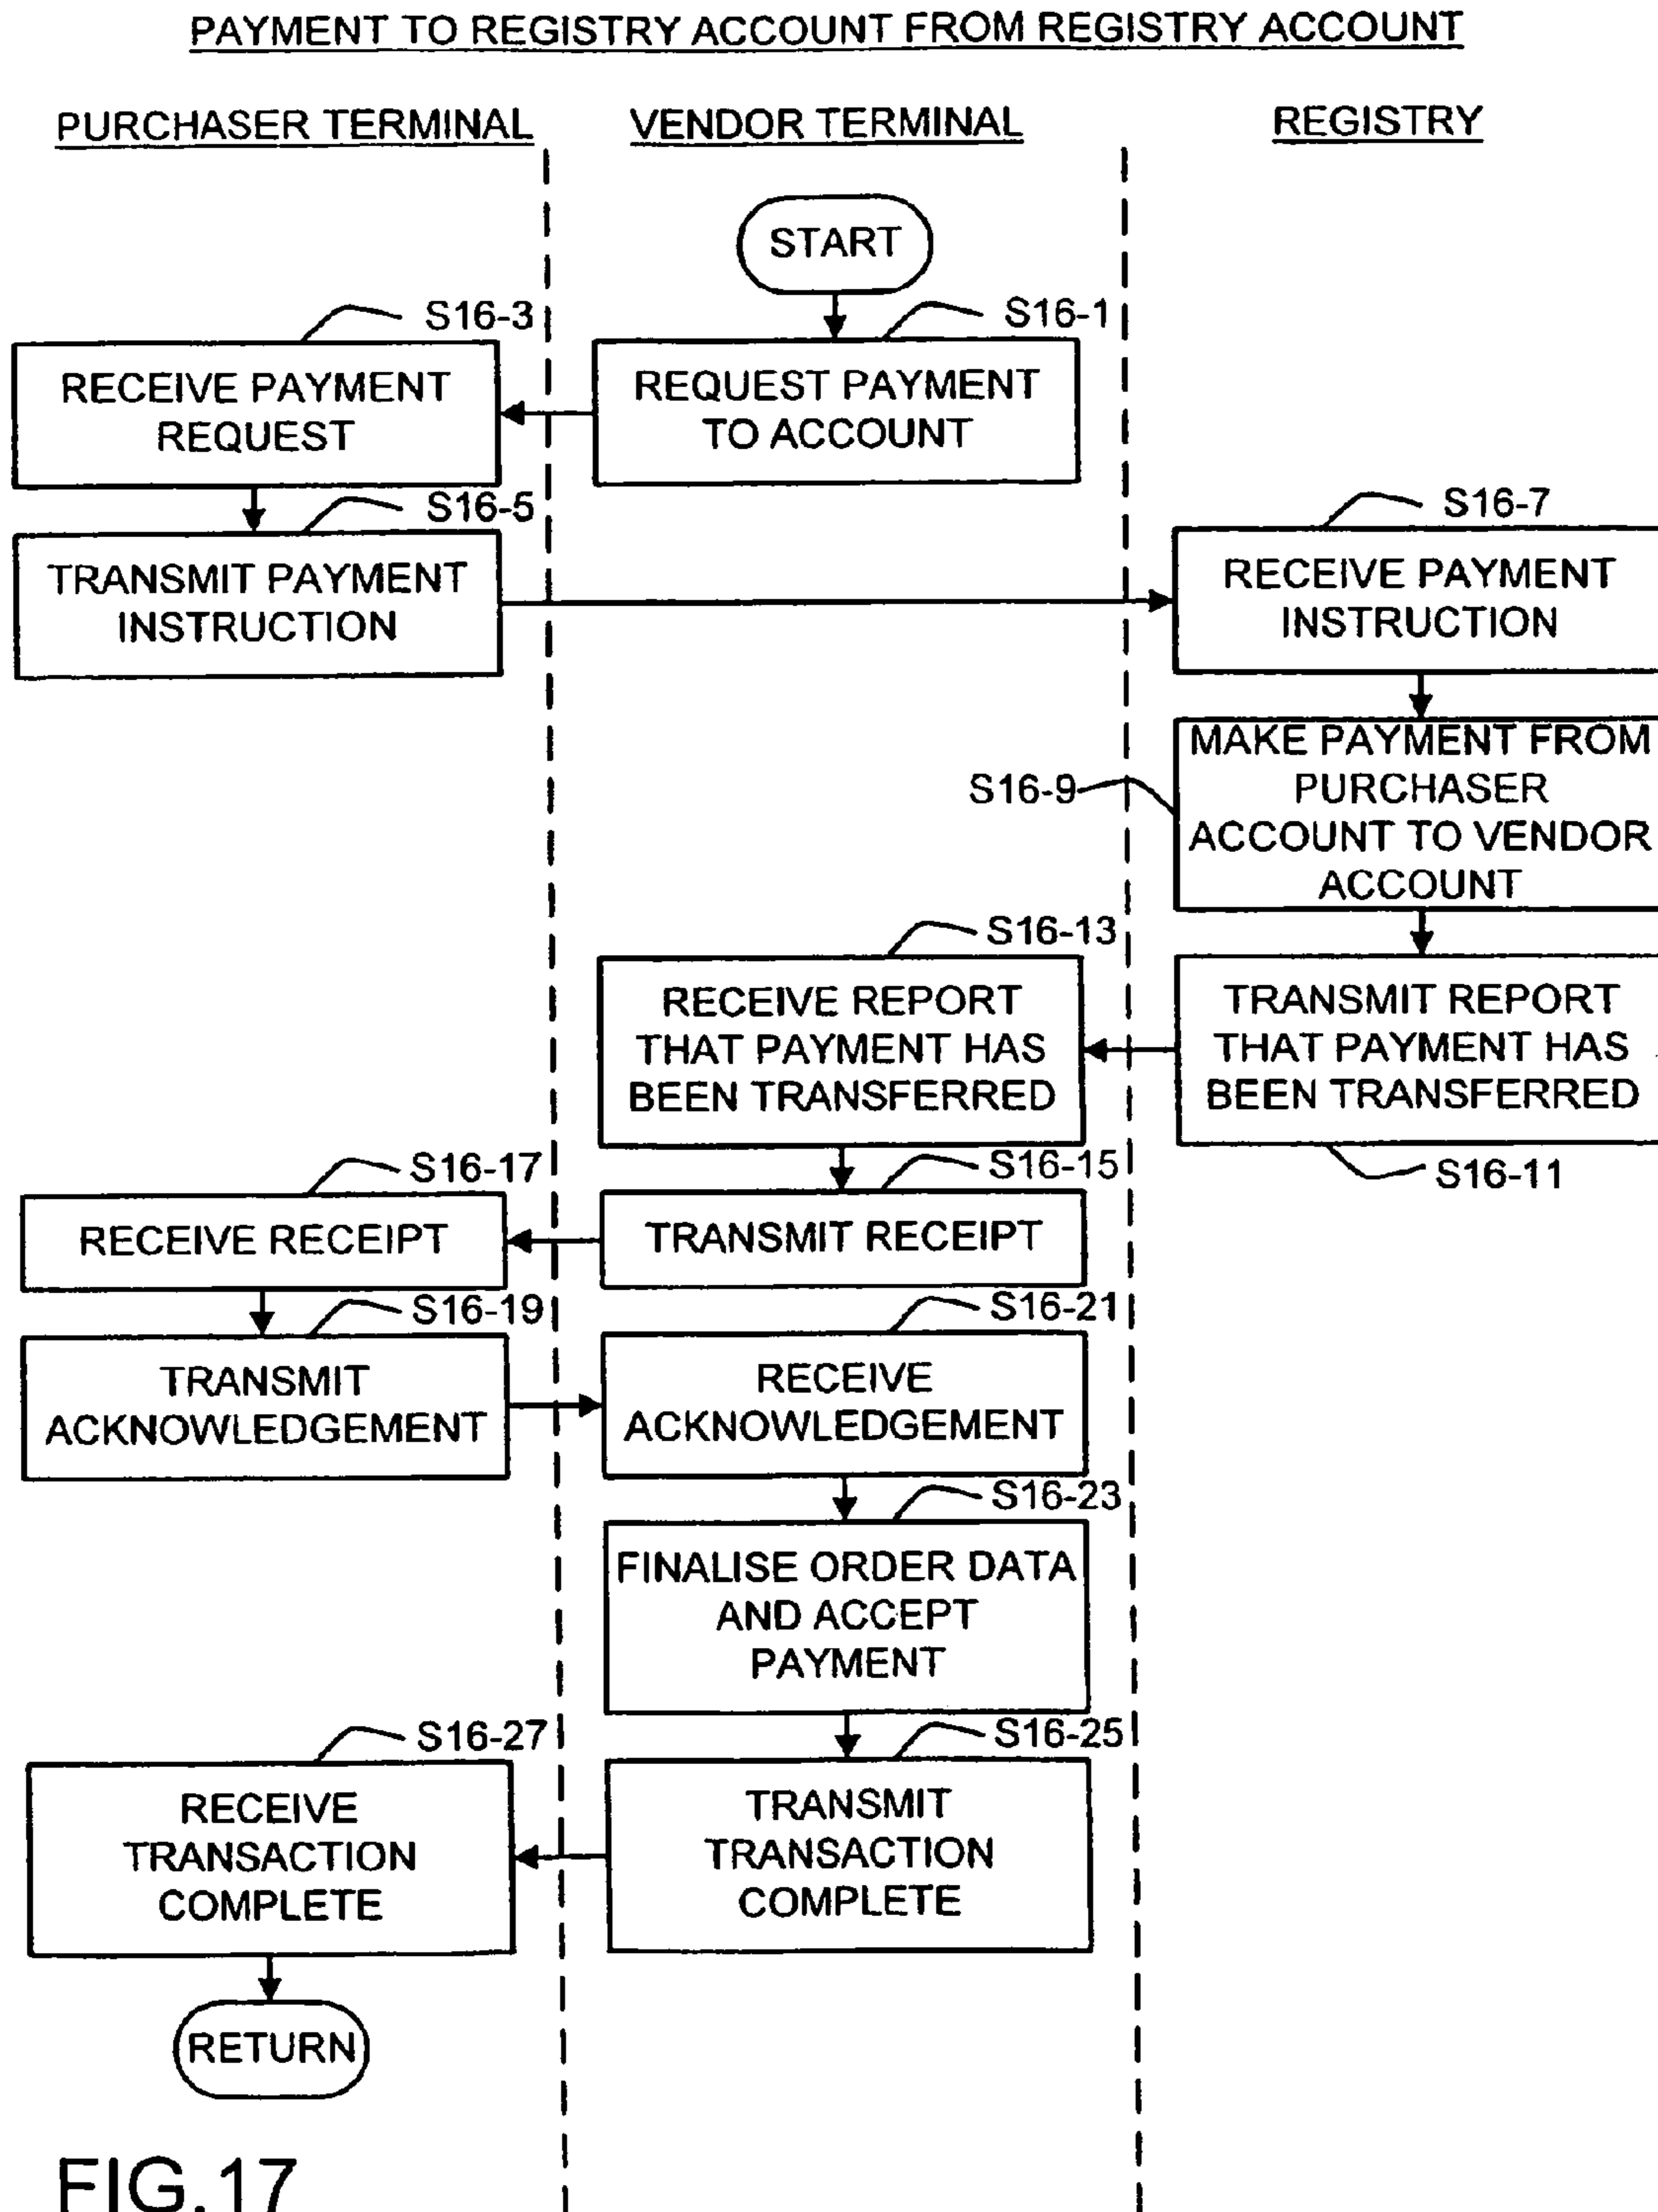 PAYMENT TO REGISTRY ACCOUNT FROM REGISTRY ACCOUNT
PURCHASER TERMINAL
VENDOR TERMINAL
REGISTRY
START
S16-1
REQUEST PAYMENT
TO ACCOUNT
S16-3
RECEIVE PAYMENT
REQUEST
S16-5
TRANSMIT PAYMENT
INSTRUCTION
S16-7
RECEIVE PAYMENT
INSTRUCTION
S16-9
MAKE PAYMENT FROM
PURCHASER
ACCOUNT TO VENDOR
ACCOUNT
TRANSMIT REPORT
THAT PAYMENT HAS
BEEN TRANSFERRED
S16-11
S16-13
RECEIVE REPORT
THAT PAYMENT HAS
BEEN TRANSFERRED
S16-15
TRANSMIT RECEIPT
S16-17
RECEIVE RECEIPT
S16-19
TRANSMIT
ACKNOWLEDGEMENT
S16-21
RECEIVE
ACKNOWLEDGEMENT
S16-23
FINALISE ORDER DATA
AND ACCEPT
PAYMENT
S16-25
TRANSMIT
TRANSACTION
COMPLETE
S16-27
RECEIVE
TRANSACTION
COMPLETE
RETURN
FIG.17